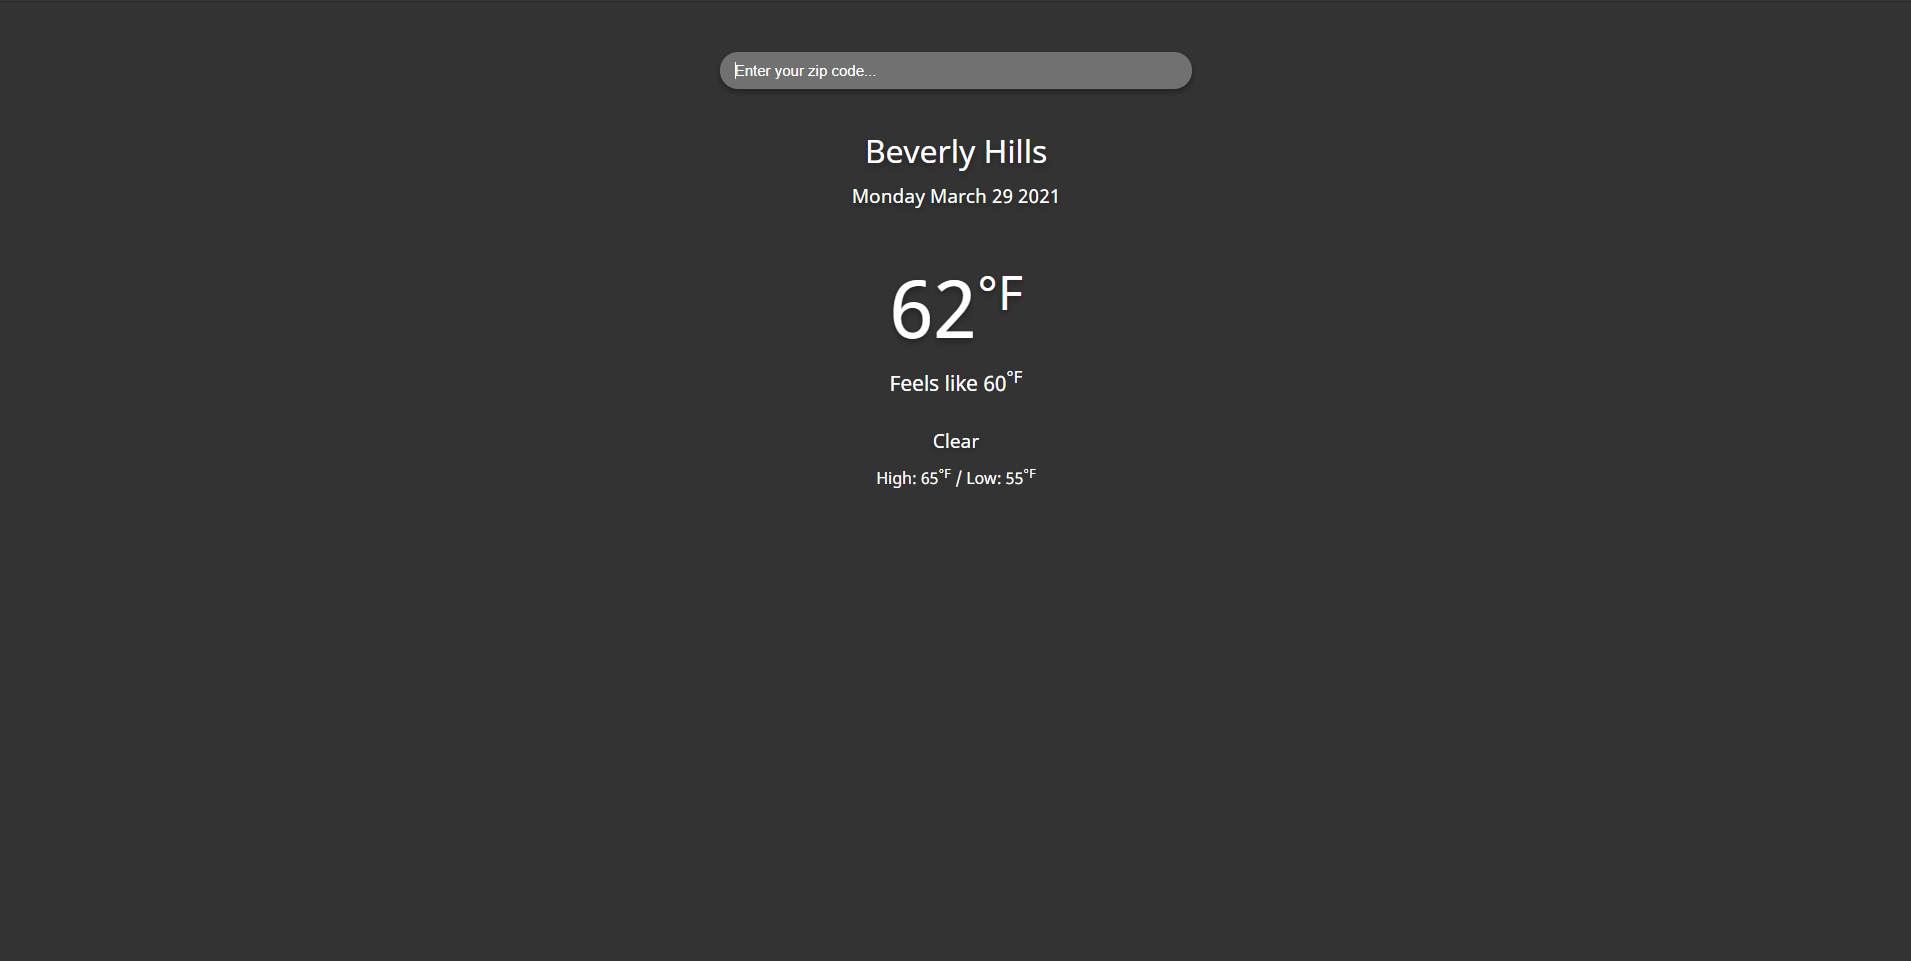 Enter your zip code...
Beverly Hills
Monday March 29 2021
62°F
Feels like 60°F
Clear
High: 65°F / Low: 55°F